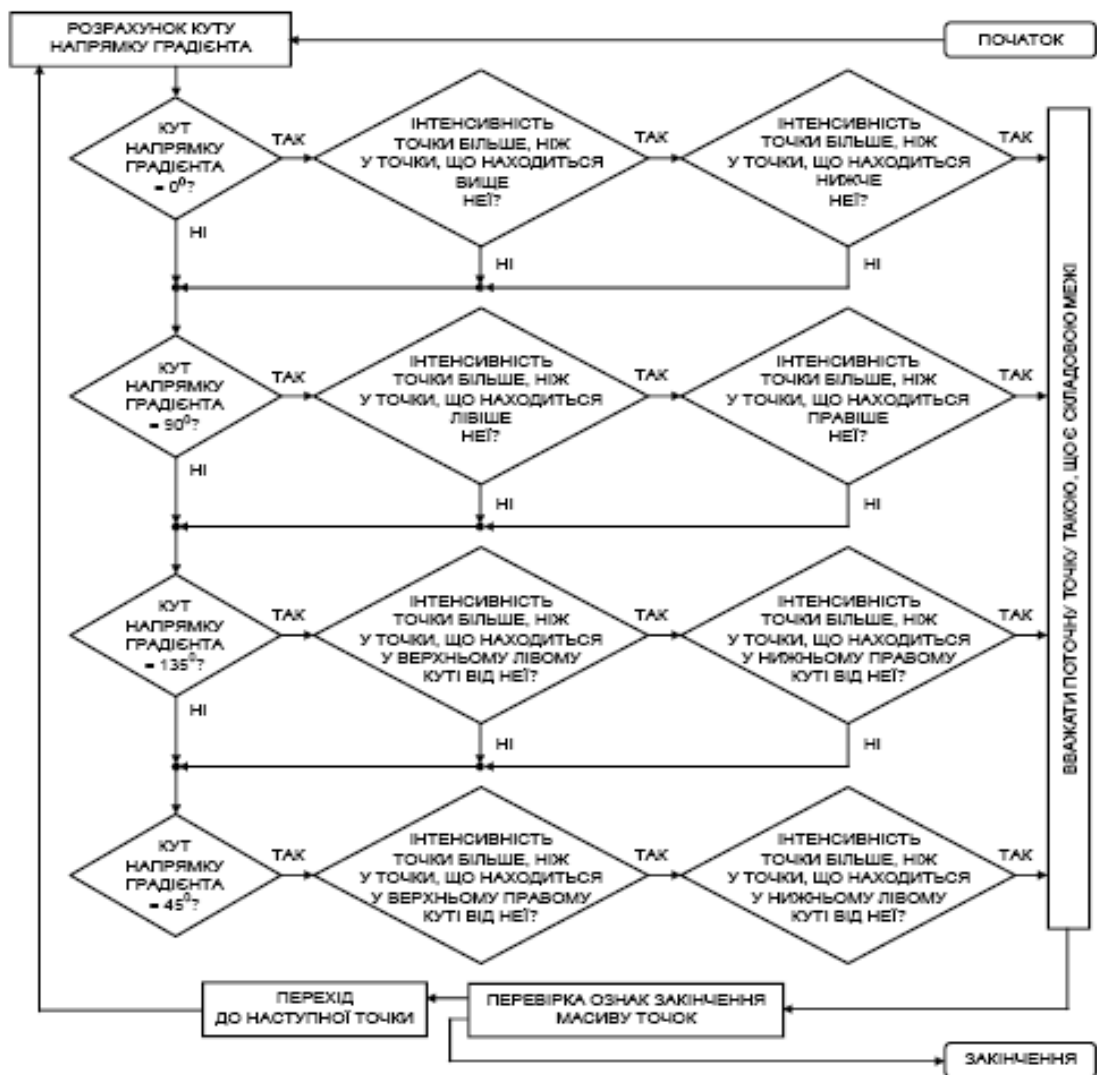 РОЗРАХУНОК КУТУ
НАПРЯМКУ ГРАДІЄНТА
ПОЧАТОК
КУТ
НАПРЯМКУ
ГРАДІЄНТА
= 0⁰?
ТАК
ІНТЕНСИВНІСТЬ
ТОЧКИ БІЛЬШЕ, НІЖ
У ТОЧКИ, ЩО НАХОДИТЬСЯ
ВИЩЕ
НЕЇ?
ТАК
ІНТЕНСИВНІСТЬ
ТОЧКИ БІЛЬШЕ, НІЖ
У ТОЧКИ, ЩО НАХОДИТЬСЯ
НИЖЧЕ
НЕЇ?
ТАК
НІ
НІ
НІ
КУТ
НАПРЯМКУ
ГРАДІЄНТА
= 90⁰?
ТАК
ІНТЕНСИВНІСТЬ
ТОЧКИ БІЛЬШЕ, НІЖ
У ТОЧКИ, ЩО НАХОДИТЬСЯ
ЛІВІШЕ
НЕЇ?
ТАК
ІНТЕНСИВНІСТЬ
ТОЧКИ БІЛЬШЕ, НІЖ
У ТОЧКИ, ЩО НАХОДИТЬСЯ
ПРАВІШЕ
НЕЇ?
ТАК
НІ
НІ
НІ
КУТ
НАПРЯМКУ
ГРАДІЄНТА
= 135⁰?
ТАК
ІНТЕНСИВНІСТЬ
ТОЧКИ БІЛЬШЕ, НІЖ
У ТОЧКИ, ЩО НАХОДИТЬСЯ
У ВЕРХНЬОМУ ЛІВОМУ
КУТІ ВІД НЕЇ?
ТАК
ІНТЕНСИВНІСТЬ
ТОЧКИ БІЛЬШЕ, НІЖ
У ТОЧКИ, ЩО НАХОДИТЬСЯ
У НИЖНЬОМУ ПРАВОМУ
КУТІ ВІД НЕЇ?
ТАК
НІ
НІ
НІ
КУТ
НАПРЯМКУ
ГРАДІЄНТА
= 45⁰?
ТАК
ІНТЕНСИВНІСТЬ
ТОЧКИ БІЛЬШЕ, НІЖ
У ТОЧКИ, ЩО НАХОДИТЬСЯ
У ВЕРХНЬОМУ ПРАВОМУ
КУТІ ВІД НЕЇ?
ТАК
ІНТЕНСИВНІСТЬ
ТОЧКИ БІЛЬШЕ, НІЖ
У ТОЧКИ, ЩО НАХОДИТЬСЯ
У НИЖНЬОМУ ЛІВОМУ
КУТІ ВІД НЕЇ?
ТАК
ВВАЖАТИ ПОТОЧНУ ТОЧКУ ТАКОЮ, ЩО Є СКЛАДОВОЮ МЕЖІ
ПЕРЕХІД
ДО НАСТУПНОЇ ТОЧКИ
ПЕРЕВІРКА ОЗНАК ЗАКІНЧЕННЯ
МАСИВУ ТОЧОК
ЗАКІНЧЕННЯ